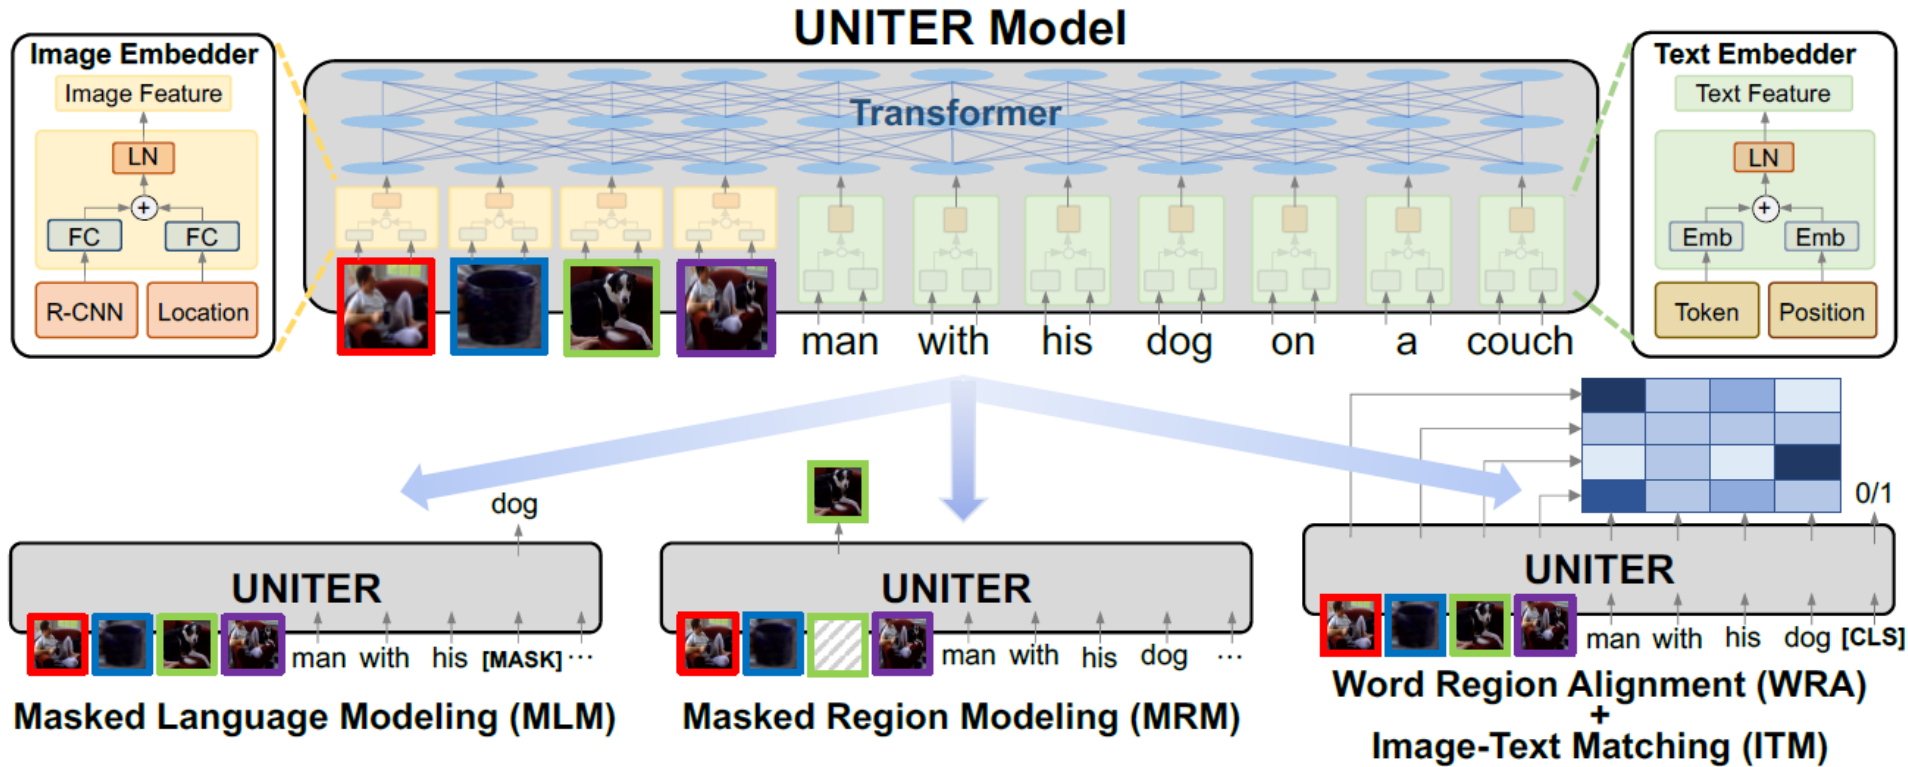 UNITER Model
Image Embedder
Image Feature
LN
+
FC
FC
R-CNN
Location
Transformer
man with his dog on a couch
Text Embedder
Text Feature
LN
+
Emb
Emb
Token
Position
dog
UNITER
man with his [MASK] ...
Masked Language Modeling (MLM)
UNITER
man with his dog ...
Masked Region Modeling (MRM)
0/1
UNITER
man with his dog [CLS]
Word Region Alignment (WRA)
+
Image-Text Matching (ITM)